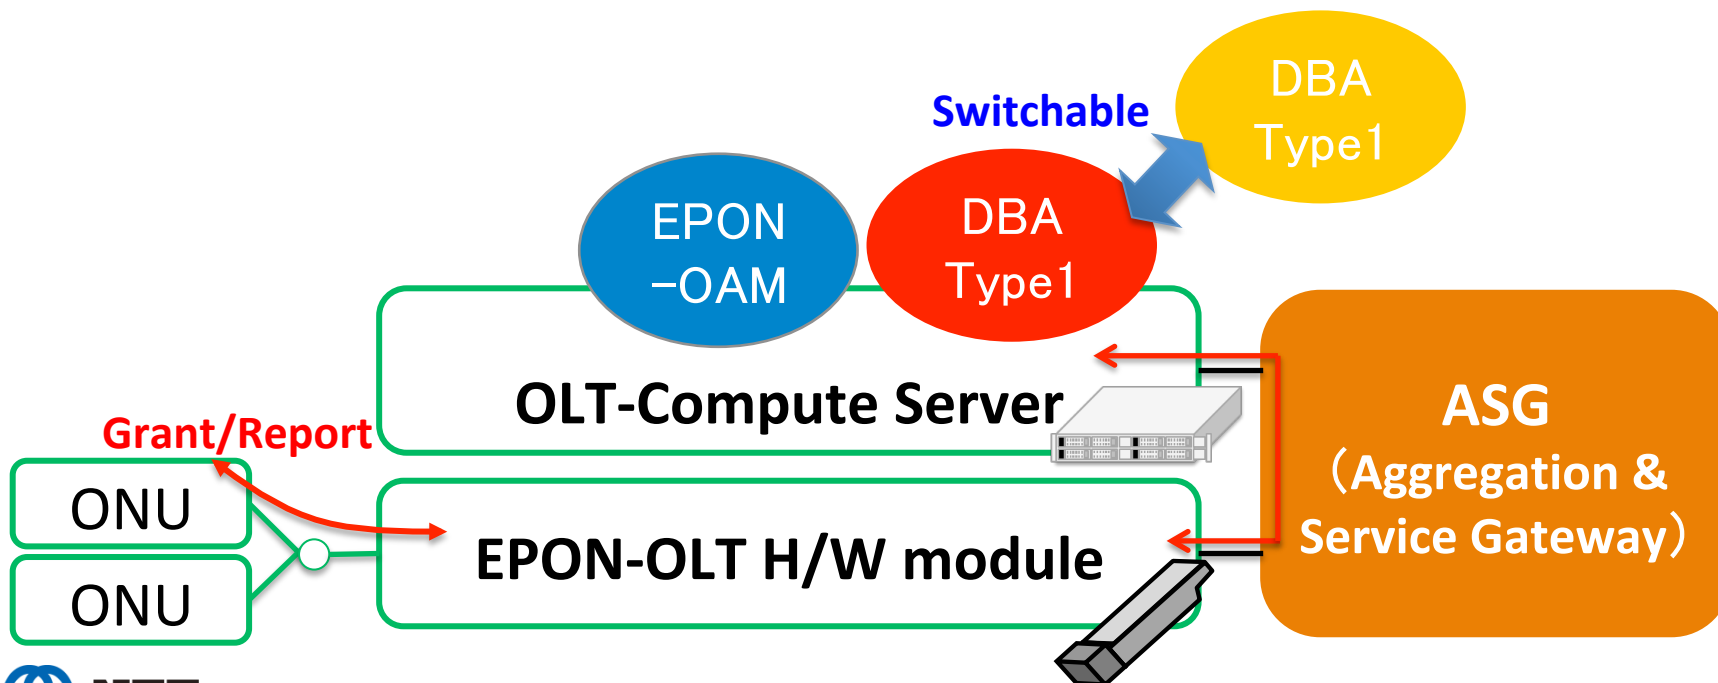 DBA
Type1
Switchable
EPON
-OAM
DBA
Type1
OLT-Compute Server
ASG
(Aggregation &
Service Gateway)
Grant/Report
ONU
EPON-OLT H/W module
ONU